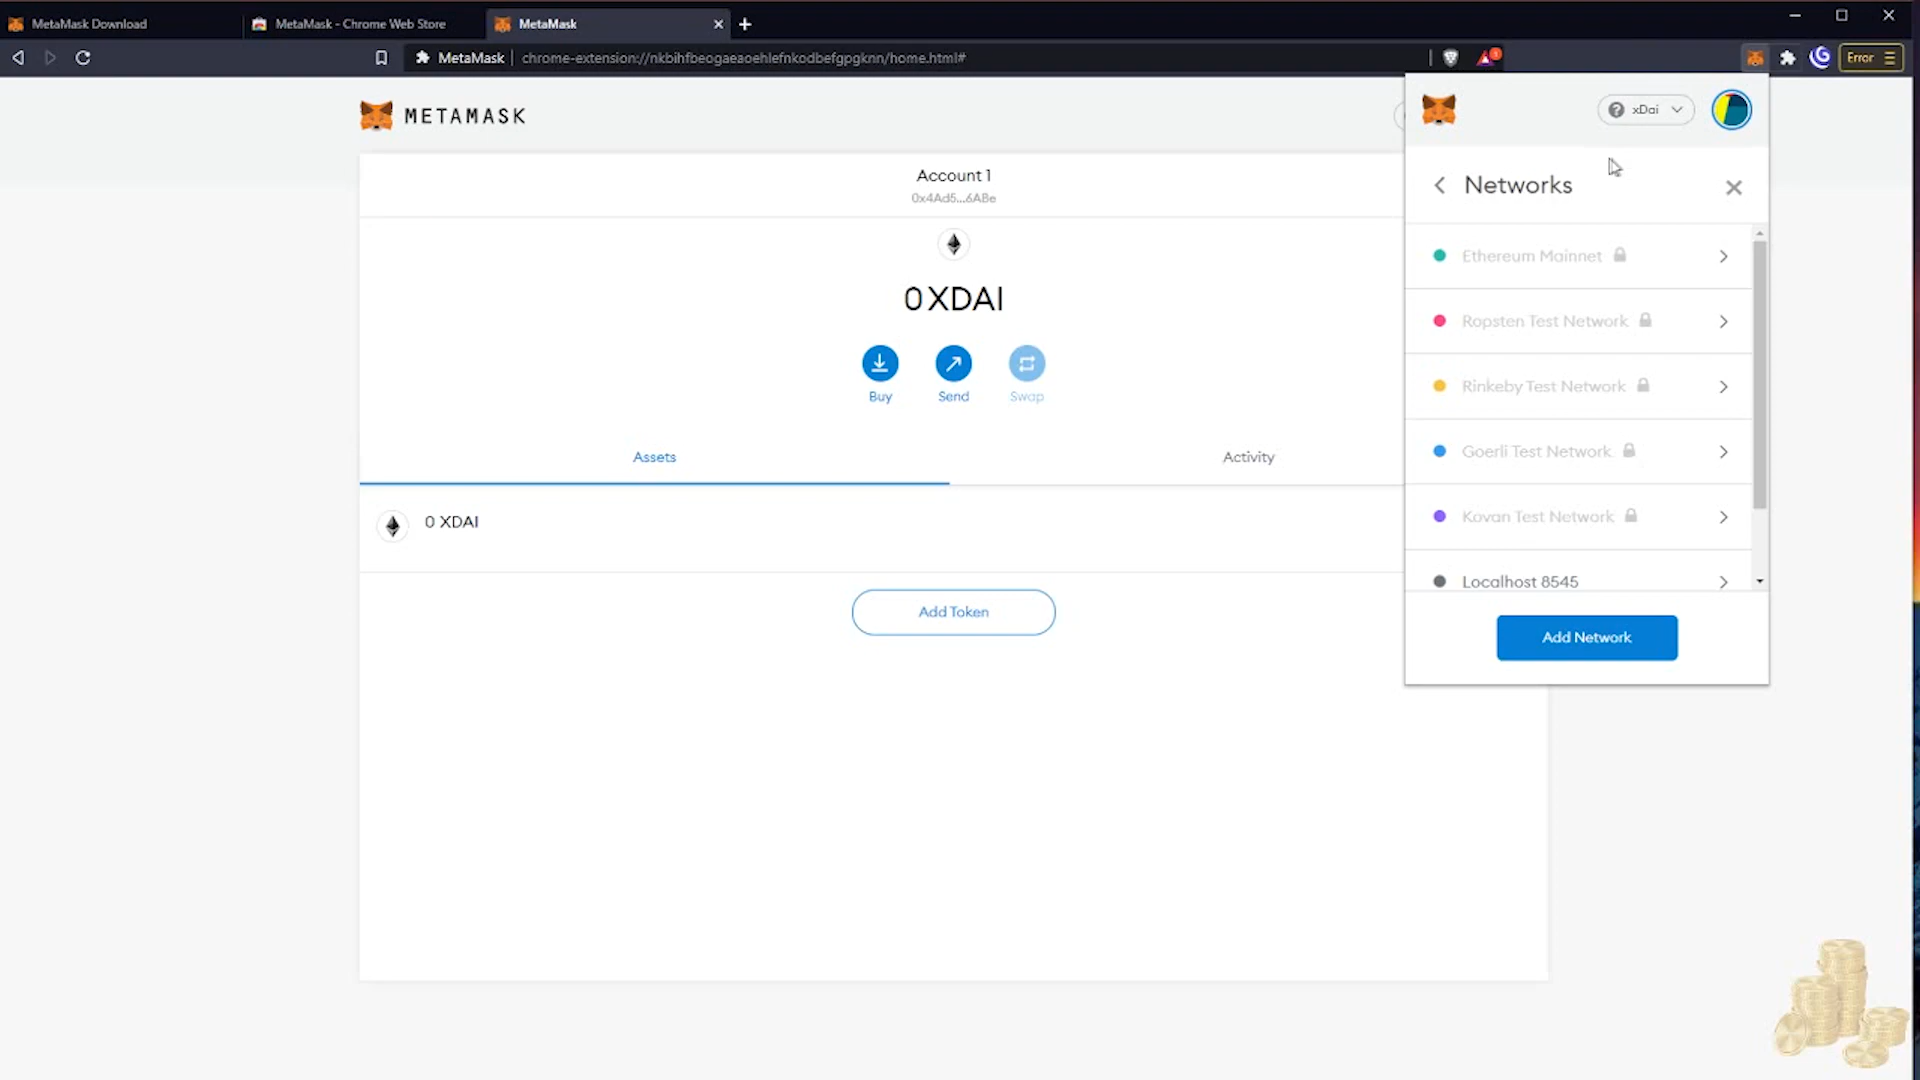 MetaMask Download
MetaMask - Chrome Web Store
MetaMask
MetaMask
chrome-extension://nkbihfbeogaeaoehlefnkodbefgpgknn/home.html#
Error
METAMASK
xDai
Account 1
0x4Ad5...6ABe
Networks
0 XDAI
Ethereum Mainnet
Ropsten Test Network
Buy
Send
Swap
Rinkeby Test Network
Assets
Activity
Goerli Test Network
0 XDAI
Kovan Test Network
Localhost 8545
Add Token
Add Network